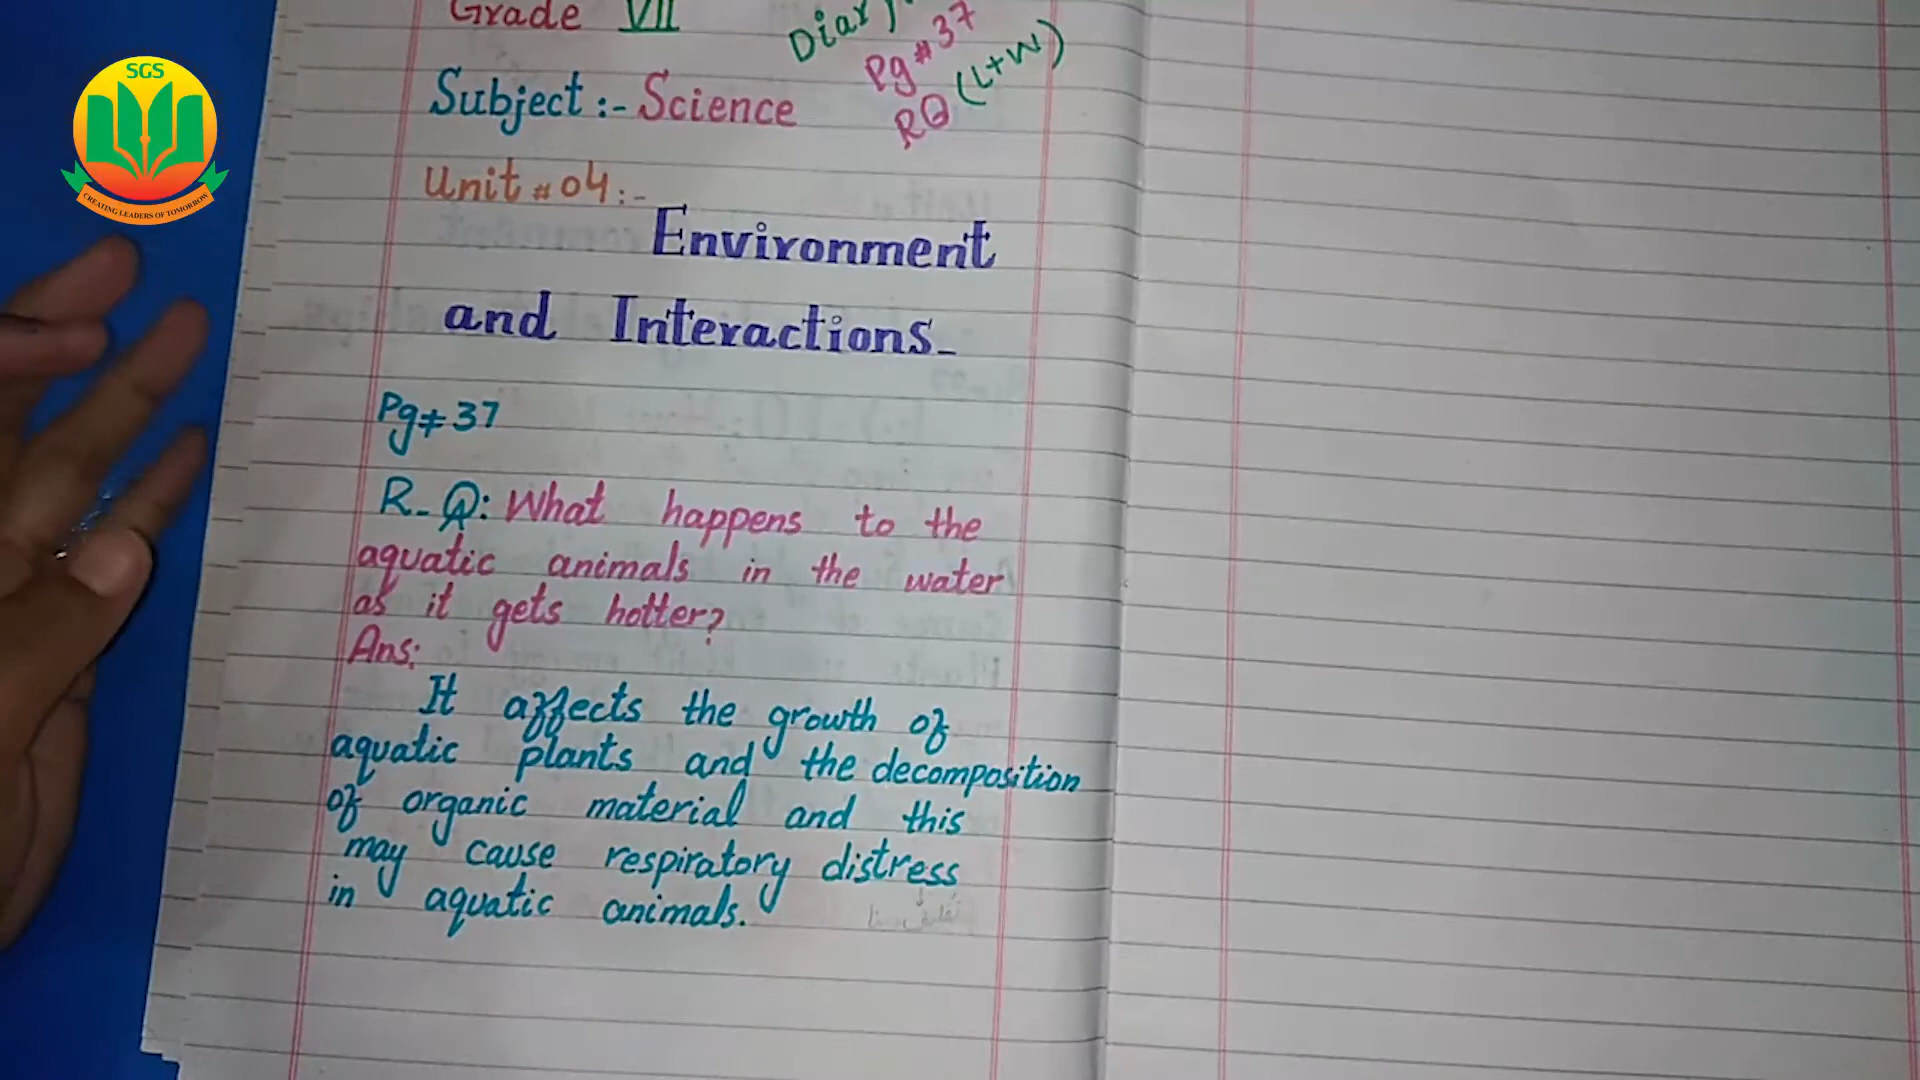 Grade VII
Diary
Pg # 37
RQ (L+W)
SGS
CREATING LEADERS OF TOMORROW
Subject :- Science
Unit # 04 :-
Environment
and Interactions_
Pg # 37
R_Q: What happens to the
aquatic animals in the water
as it gets hotter?
Ans:
It affects the growth of
aquatic plants and the decomposition
of organic material and this
may cause respiratory distress
in aquatic animals.